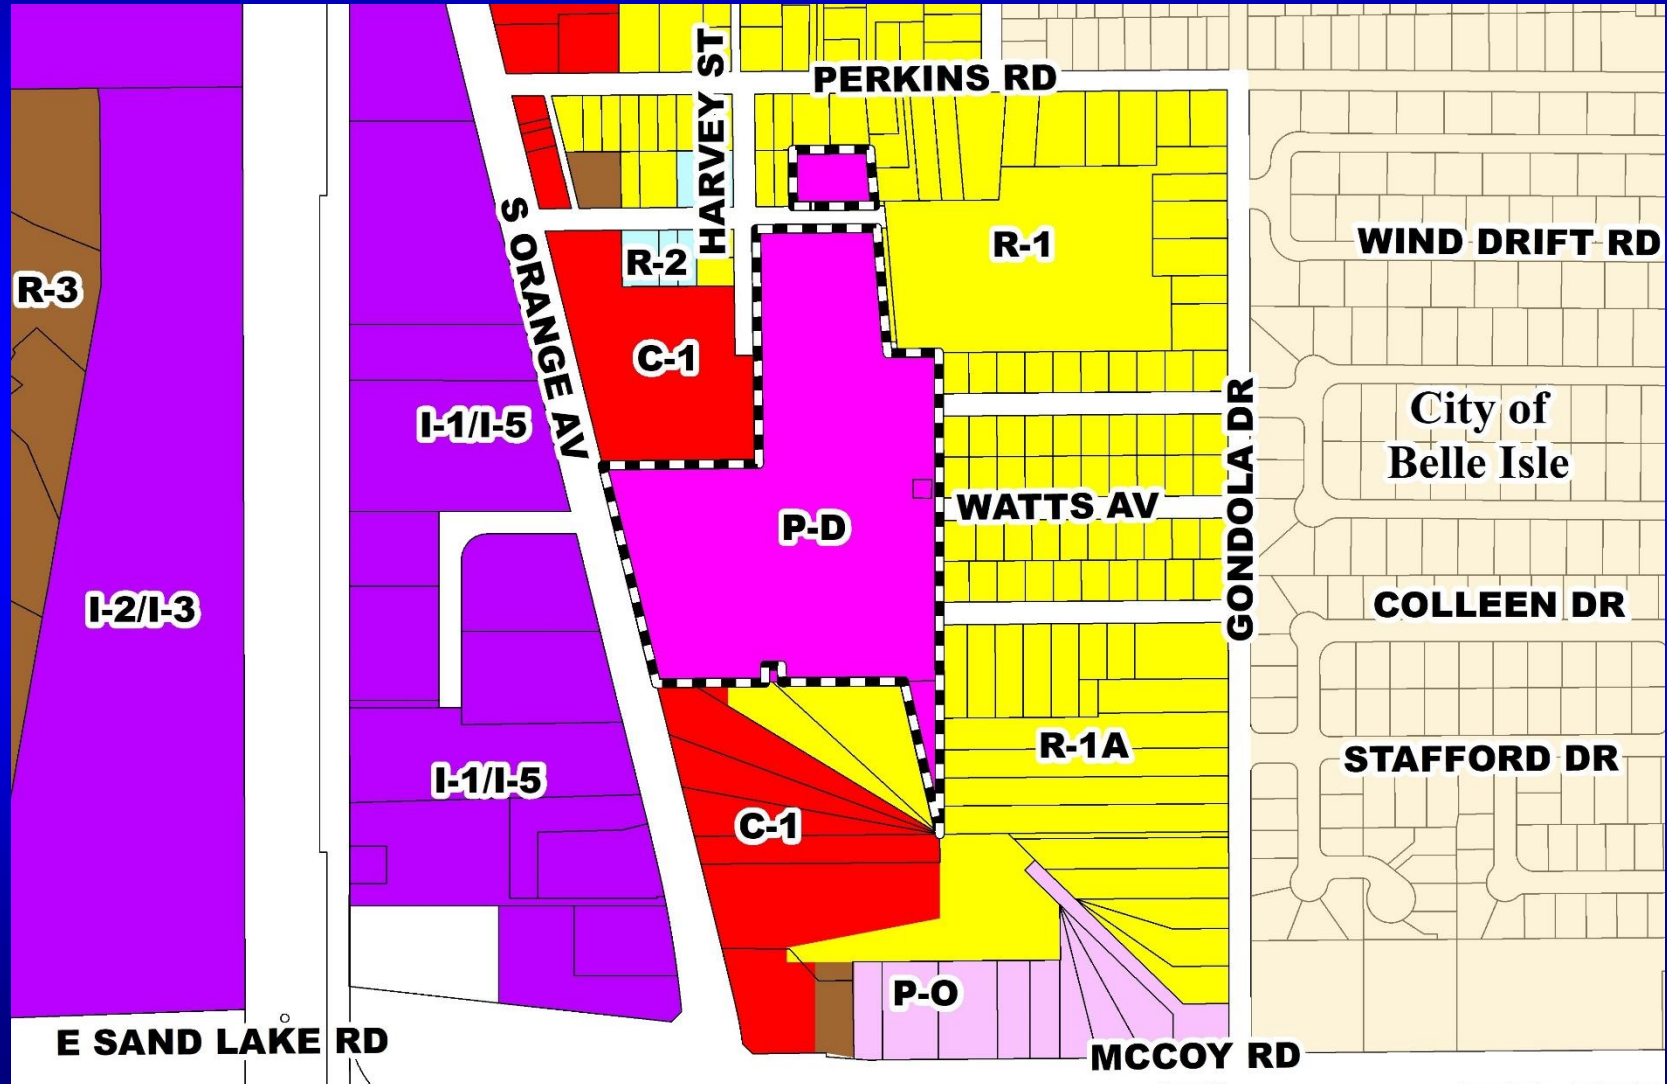 HARVEY ST
PERKINS RD
S ORANGE AV
R-2
R-1
WIND DRIFT RD
R-3
C-1
I-1/I-5
GONDOLA DR
City of
Belle Isle
WATTS AV
P-D
I-2/I-3
COLLEEN DR
R-1A
STAFFORD DR
I-1/I-5
C-1
P-O
E SAND LAKE RD
MCCOY RD